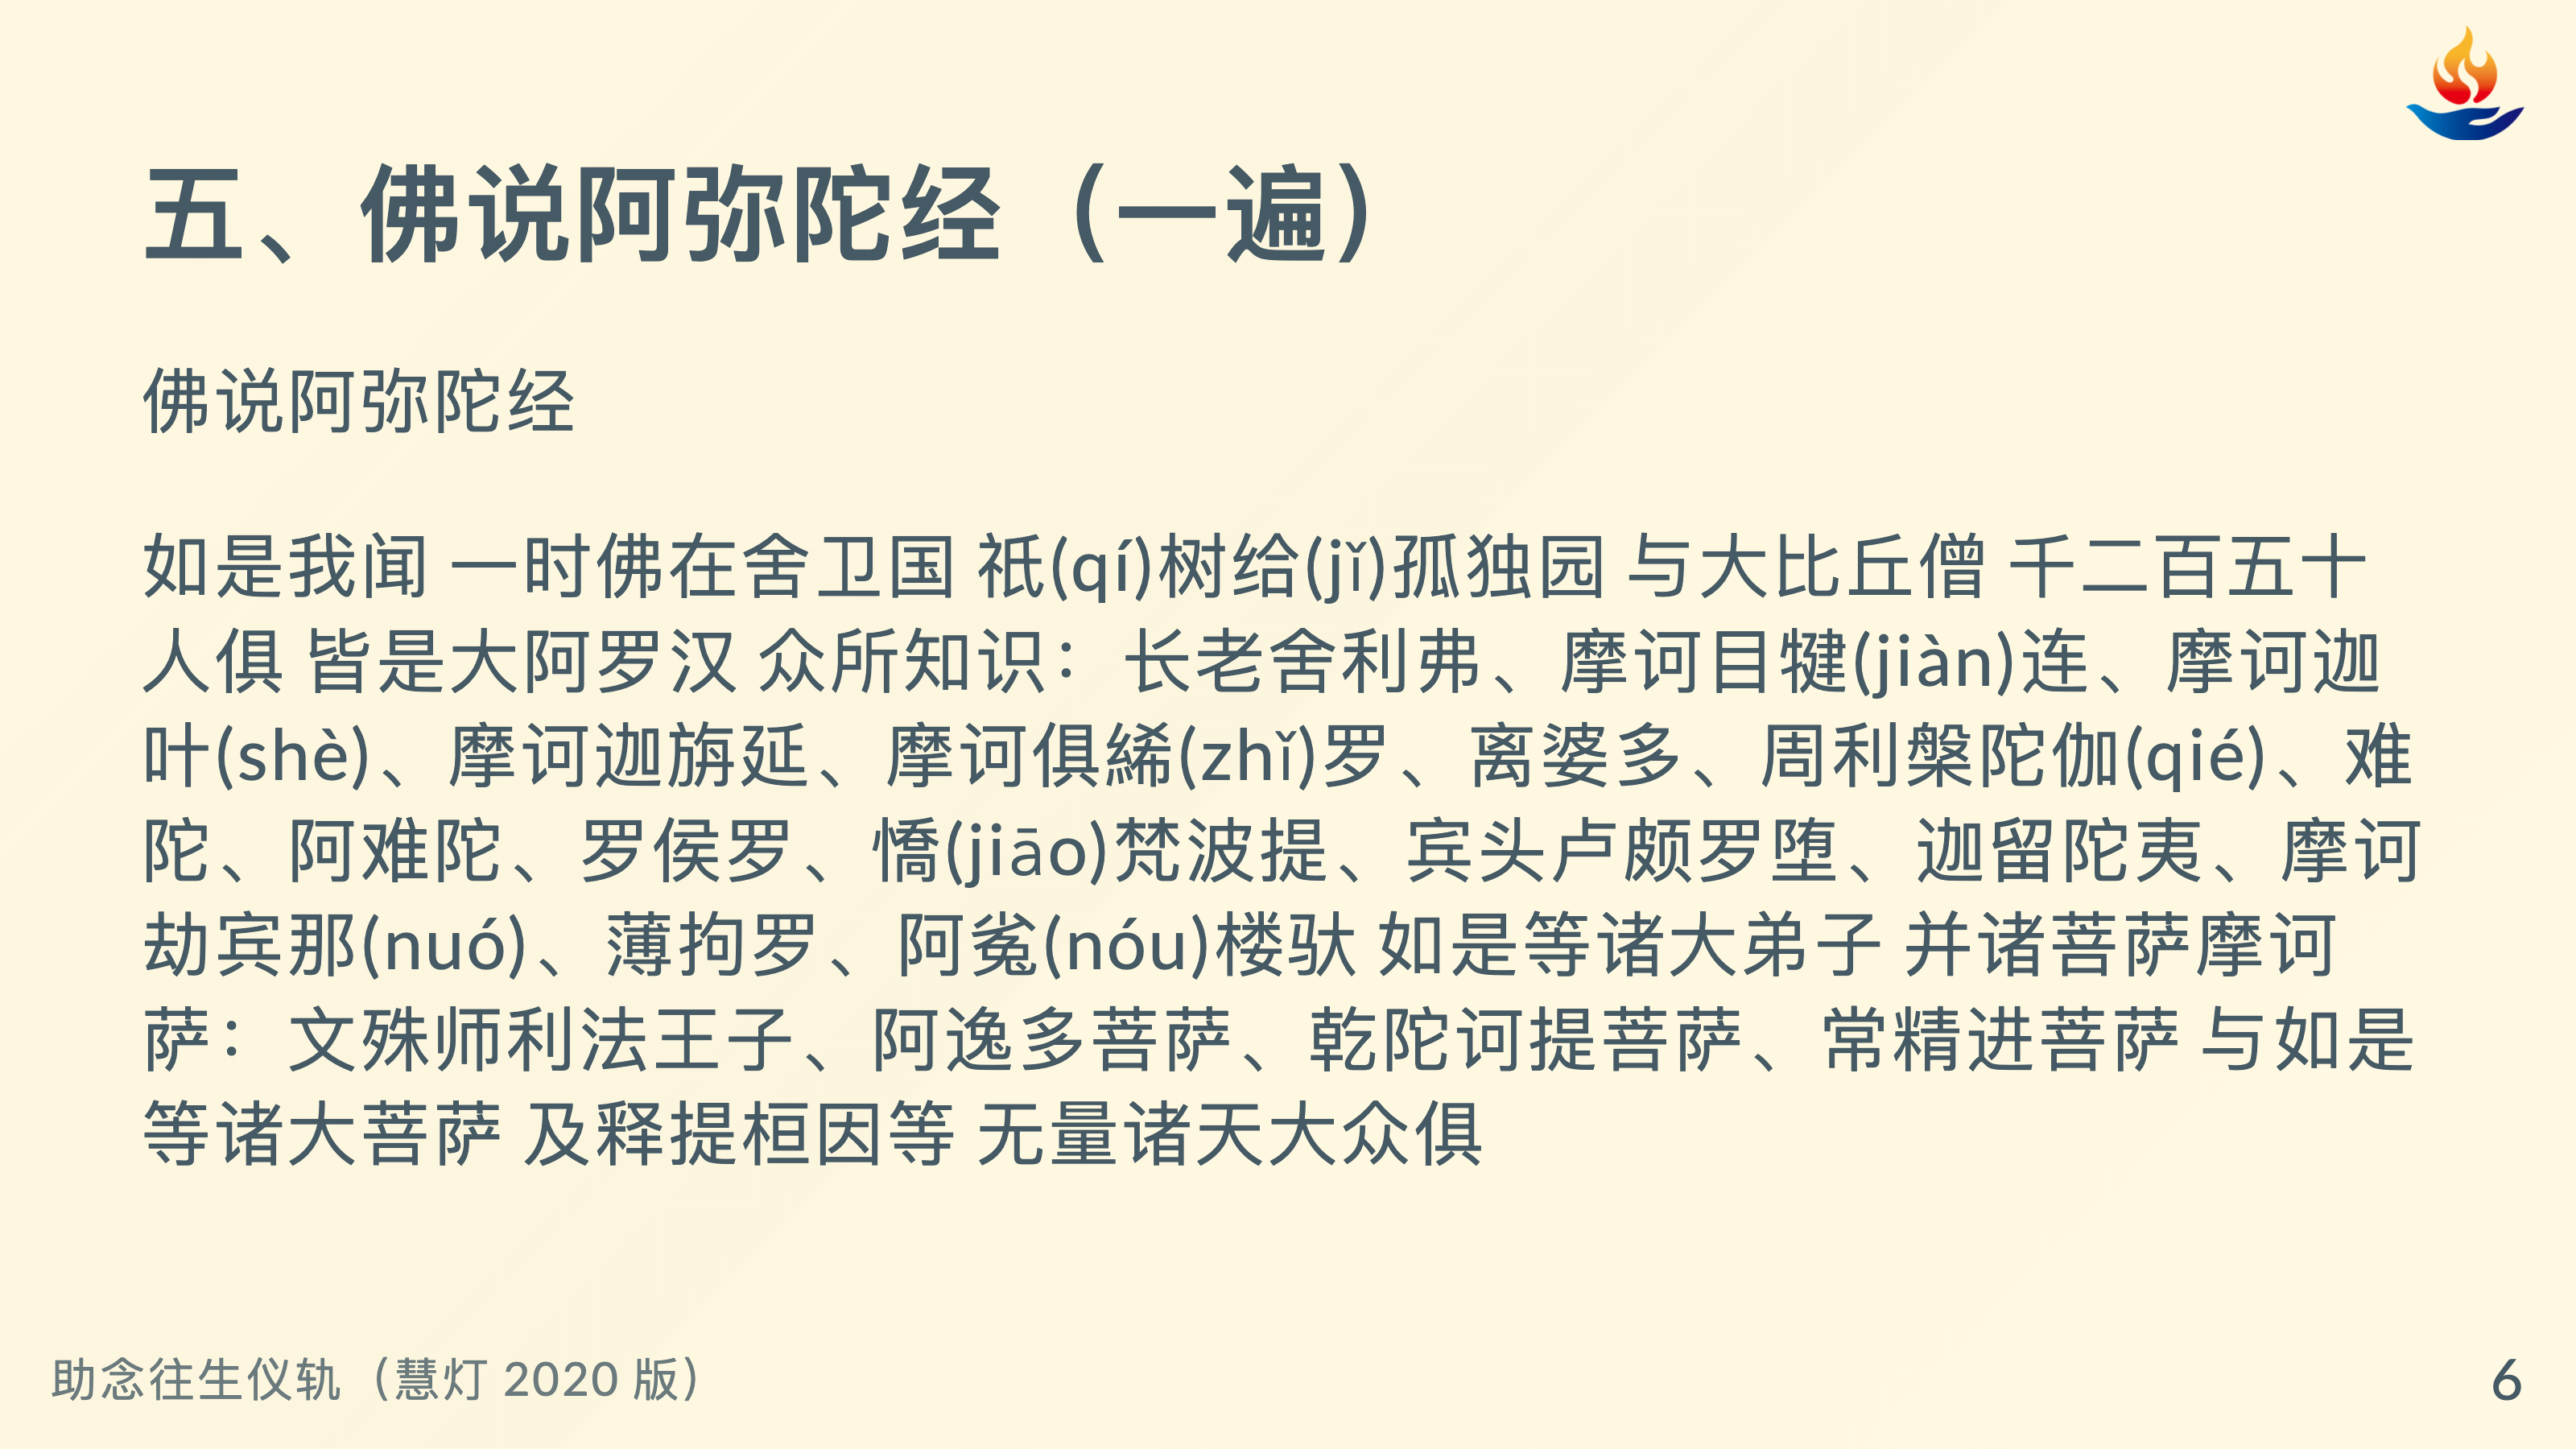 五、佛说阿弥陀经（一遍）
佛说阿弥陀经
如是我闻 一时佛在舍卫国 祇(qí)树给(jǐ)孤独园 与大比丘僧 千二百五十
人俱 皆是大阿罗汉 众所知识： 长老舍利弗、摩诃目犍(jiàn)连、摩诃迦
叶(shè)、摩诃迦旃延、摩诃俱絺(zhǐ)罗、离婆多、周利槃陀伽(qié)、难
陀、阿难陀、罗侯罗、憍(jiāo)梵波提、宾头卢颇罗堕、迦留陀夷、摩诃
劫宾那(nuó)、薄拘罗、阿㝹(nóu)楼驮 如是等诸大弟子 并诸菩萨摩诃
萨：文殊师利法王子、阿逸多菩萨、乾陀诃提菩萨、常精进菩萨 与如是
等诸大菩萨 及释提桓因等 无量诸天大众俱
助念往生仪轨（慧灯 2020 版）
6